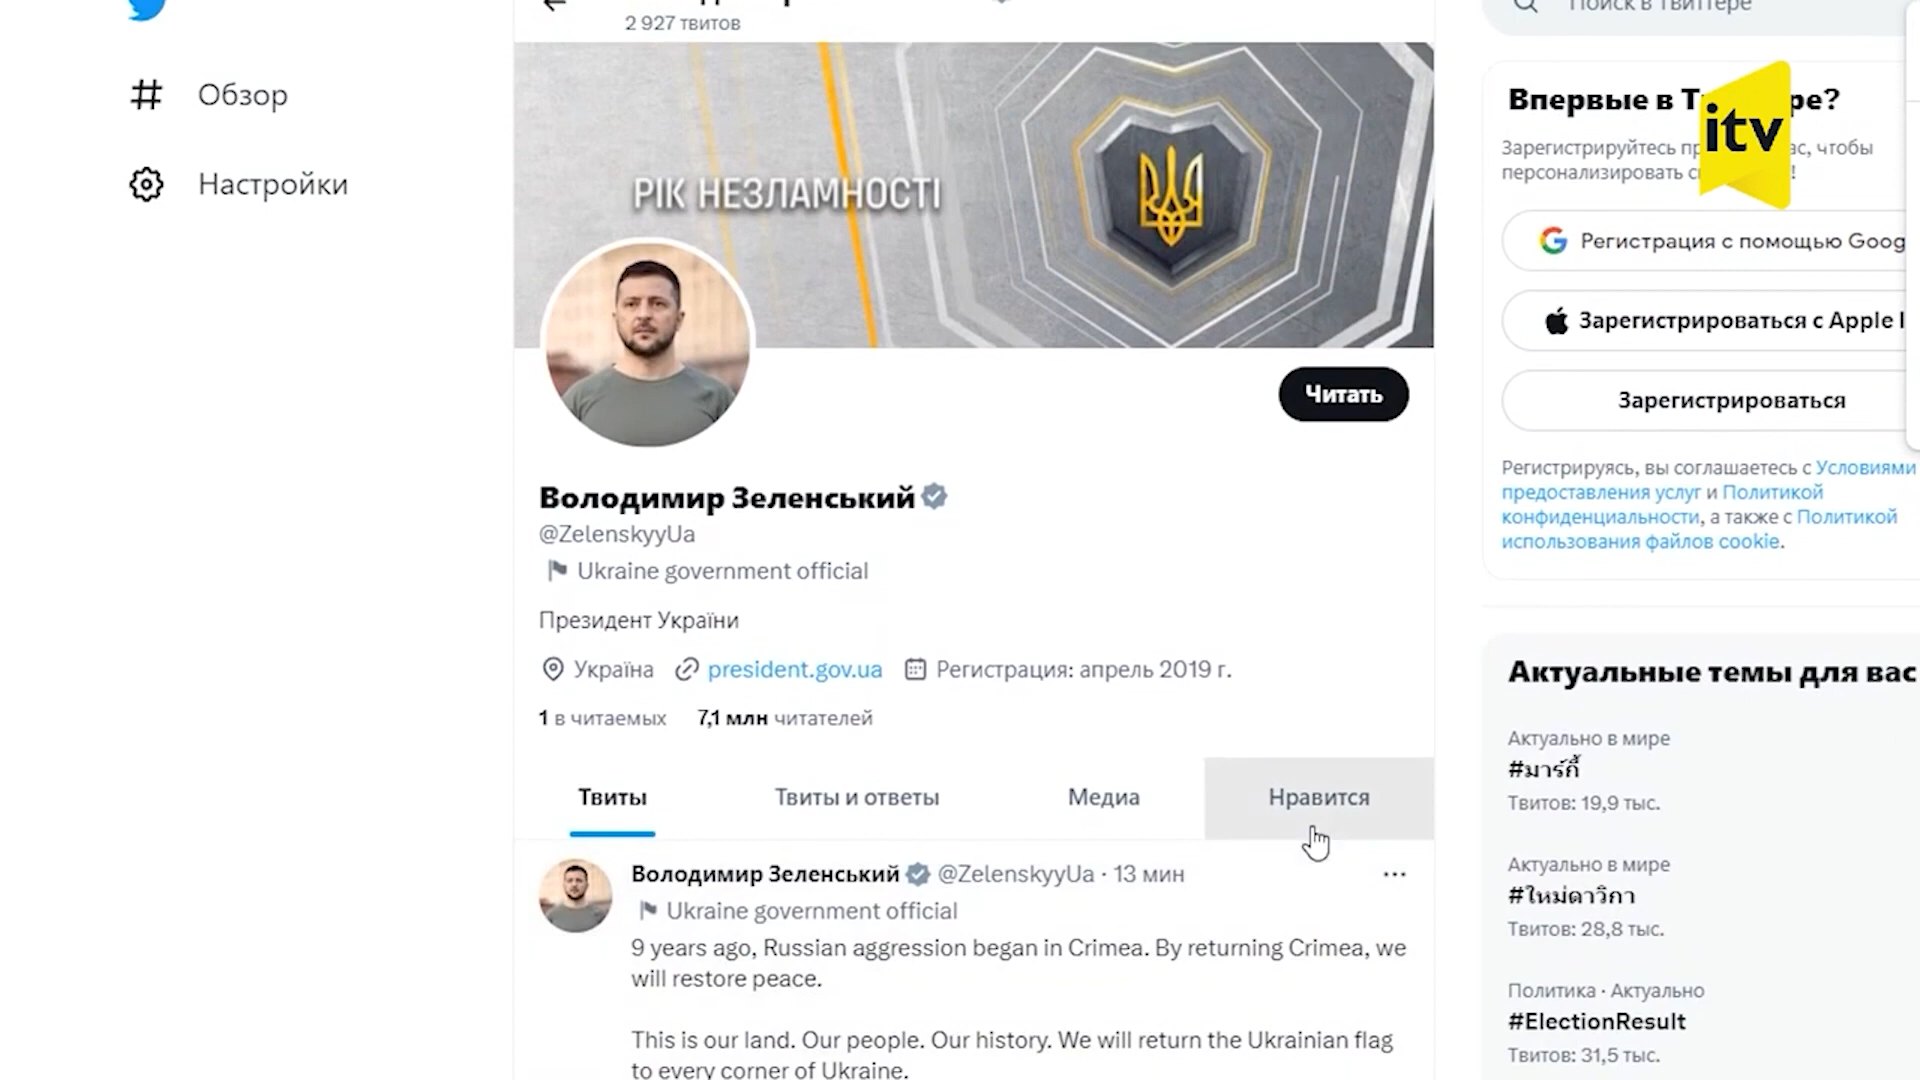 2 927 твитов
Обзор
Настройки
РІК НЕЗЛАМНОСТІ
Читать
Володимир Зеленський
@ZelenskyyUa
Ukraine government official
Президент України
Україна president.gov.ua Регистрация: апрель 2019 г.
1 в читаемых 7,1 млн читателей
Твиты Твиты и ответы Медиа Нравится
Володимир Зеленський @ZelenskyyUa · 13 мин
Ukraine government official
9 years ago, Russian aggression began in Crimea. By returning Crimea, we
will restore peace.
This is our land. Our people. Our history. We will return the Ukrainian flag
to every corner of Ukraine.
Поиск в Твиттере
Впервые в
itv
Зарегистрируйтесь чтобы
персонализировать
Регистрация с помощью Goog
Зарегистрироваться с Apple I
Зарегистрироваться
Регистрируясь, вы соглашаетесь с Условиями
предоставления услуг и Политикой
конфиденциальности, а также с Политикой
использования файлов cookie.
Актуальные темы для вас
Актуально в мире
#มาร์กี้
Твитов: 19,9 тыс.
Актуально в мире
#ใหม่ดาวิกา
Твитов: 28,8 тыс.
Политика · Актуально
#ElectionResult
Твитов: 31,5 тыс.